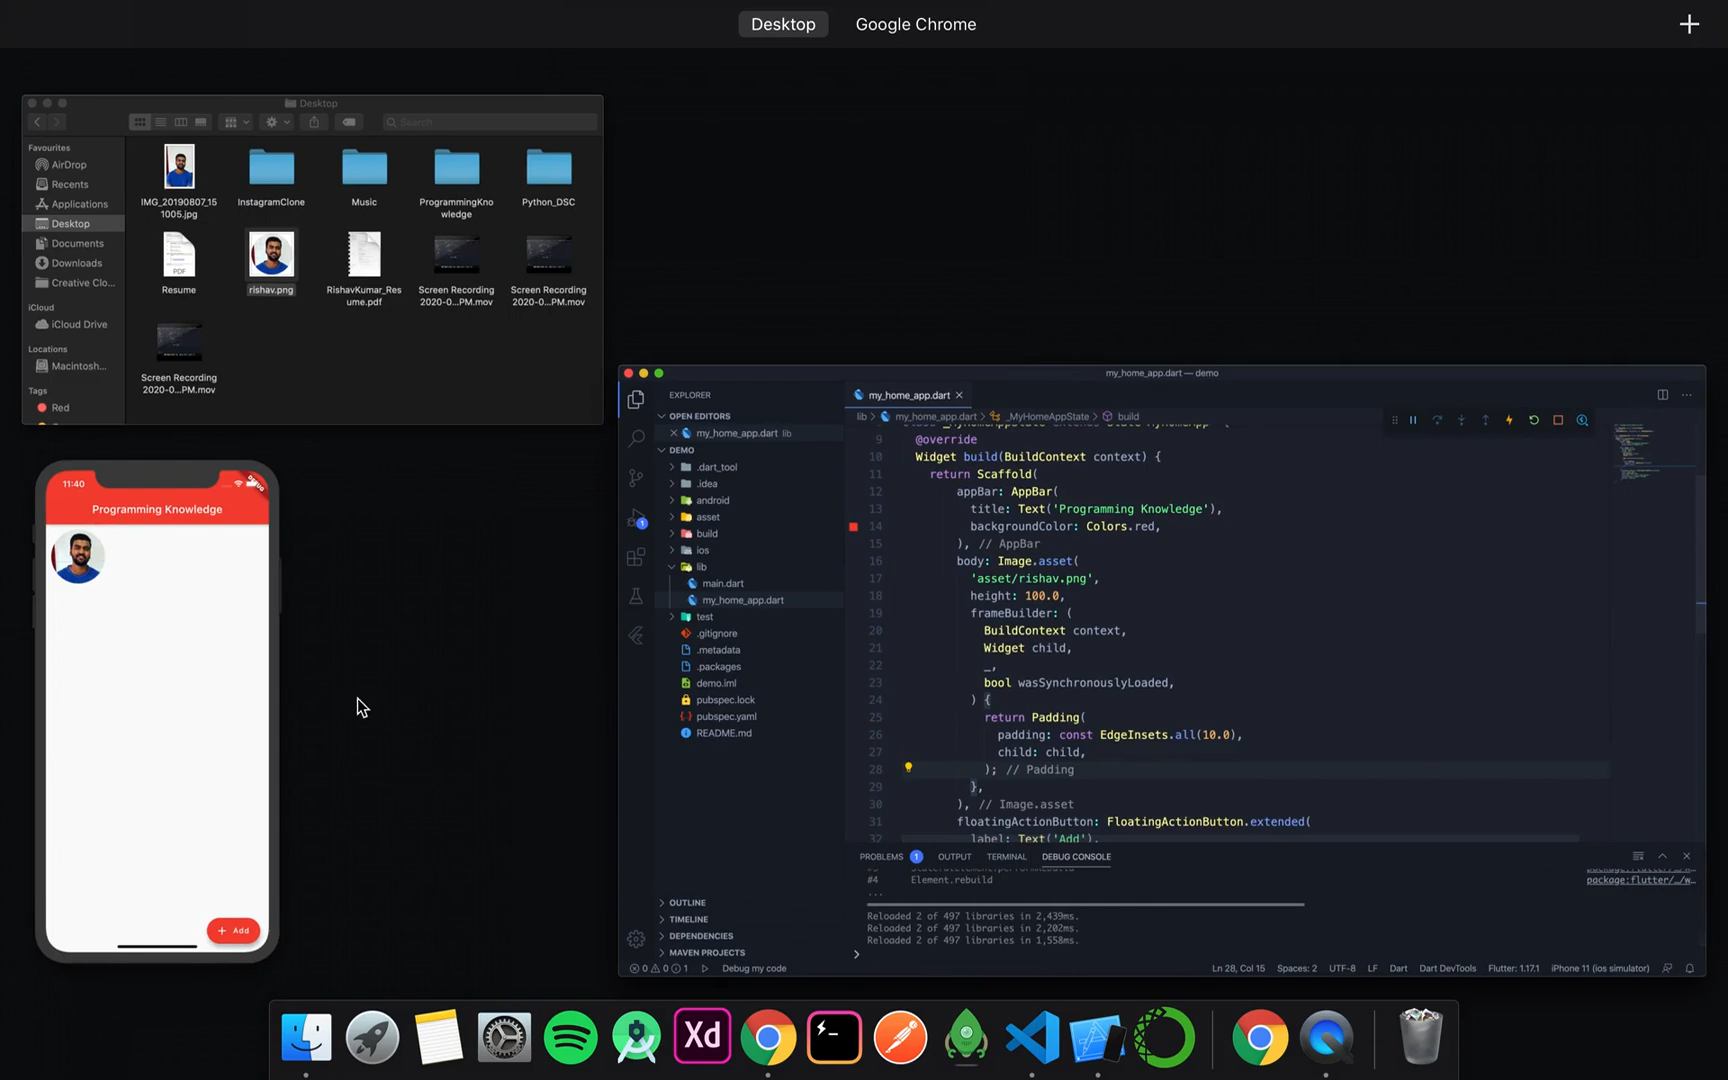 Desktop
Google Chrome
Desktop
Search
Favourites
AirDrop
Recents
Applications
Desktop
Documents
Downloads
Creative Clo...
iCloud
iCloud Drive
Locations
Macintosh...
Tags
Red
IMG_20190807_15
1005.jpg
InstagramClone
Music
ProgrammingKno
wledge
Python_DSC
PDF
Resume
rishav.png
RishavKumar_Res
ume.pdf
Screen Recording
2020-0...PM.mov
Screen Recording
2020-0...PM.mov
Screen Recording
2020-0...PM.mov
11:40
DEBUG
Programming Knowledge
+ Add
my_home_app.dart — demo
EXPLORER
OPEN EDITORS
my_home_app.dart lib
DEMO
.dart_tool
.idea
android
asset
build
ios
lib
main.dart
my_home_app.dart
test
.gitignore
.metadata
.packages
demo.iml
pubspec.lock
pubspec.yaml
README.md
OUTLINE
TIMELINE
DEPENDENCIES
MAVEN PROJECTS
1
my_home_app.dart
lib > my_home_app.dart > _MyHomeAppState > build
9 @override
10 Widget build(BuildContext context) {
11 return Scaffold(
12 appBar: AppBar(
13 title: Text('Programming Knowledge'),
14 backgroundColor: Colors.red,
15 ), // AppBar
16 body: Image.asset(
17 'asset/rishav.png',
18 height: 100.0,
19 frameBuilder: (
20 BuildContext context,
21 Widget child,
22 _,
23 bool wasSynchronouslyLoaded,
24 ) {
25 return Padding(
26 padding: const EdgeInsets.all(10.0),
27 child: child,
28 ); // Padding
29 },
30 ), // Image.asset
31 floatingActionButton: FloatingActionButton.extended(
32 label: Text('Add'),
PROBLEMS 1 OUTPUT TERMINAL DEBUG CONSOLE
#4 Element.rebuild
package:flutter/…/w…
...
Reloaded 2 of 497 libraries in 2,439ms.
Reloaded 2 of 497 libraries in 2,202ms.
Reloaded 2 of 497 libraries in 1,558ms.
0 0 1 Debug my code
Ln 28, Col 15 Spaces: 2 UTF-8 LF Dart Dart DevTools Flutter: 1.17.1 iPhone 11 (ios simulator)
Xd